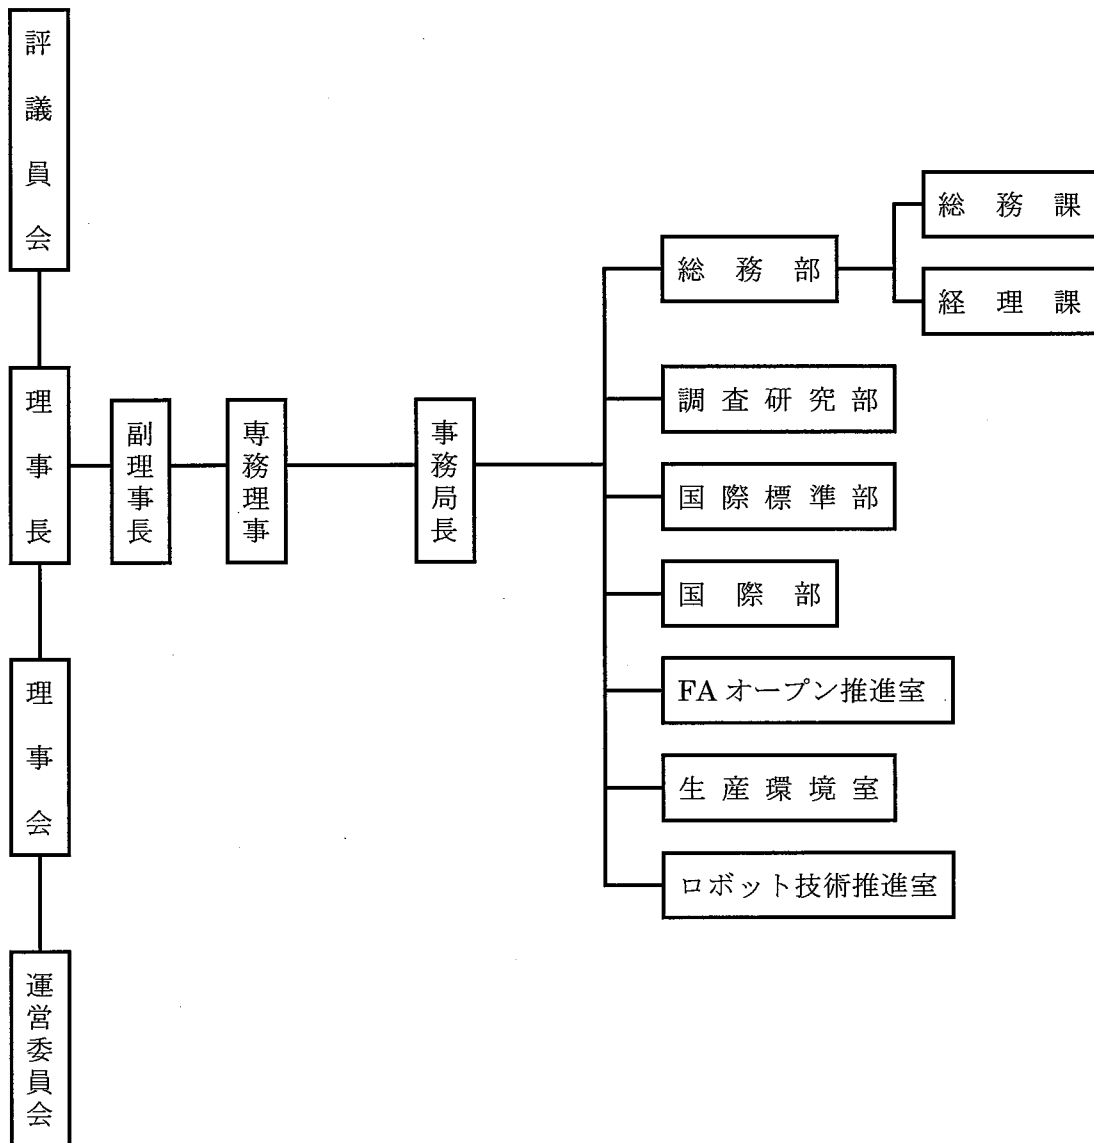 評議員会
理事長
副理事長
専務理事
事務局長
理事会
運営委員会
総務部
総務課
経理課
調査研究部
国際標準部
国際部
FAオープン推進室
生産環境室
ロボット技術推進室